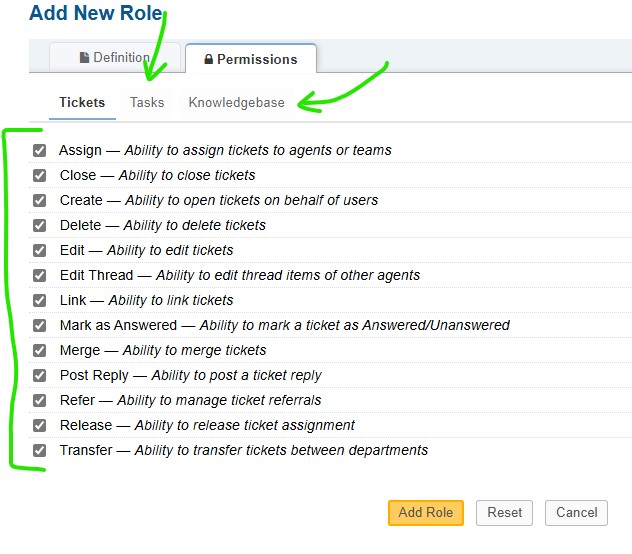 Add New Role
Definition Permissions
Tickets Tasks Knowledgebase
Assign — Ability to assign tickets to agents or teams
Close — Ability to close tickets
Create — Ability to open tickets on behalf of users
Delete — Ability to delete tickets
Edit — Ability to edit tickets
Edit Thread — Ability to edit thread items of other agents
Link — Ability to link tickets
Mark as Answered — Ability to mark a ticket as Answered/Unanswered
Merge — Ability to merge tickets
Post Reply — Ability to post a ticket reply
Refer — Ability to manage ticket referrals
Release — Ability to release ticket assignment
Transfer — Ability to transfer tickets between departments
Add Role Reset Cancel